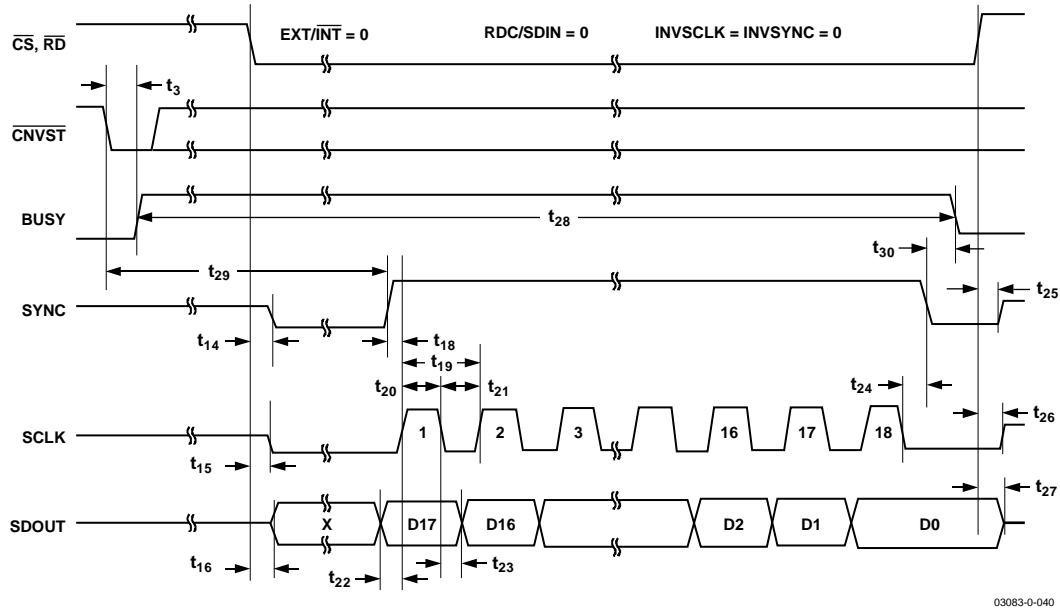 EXT/INT = 0 RDC/SDIN = 0 INVSCLK = INVSYNC = 0
CS, RD
t3
CNVST
BUSY
t28
t30
t29
t25
SYNC
t14
t18
t19
t20
t21
t24
t26
SCLK
1 2 3 16 17 18
t15
t27
SDOUT
X D17 D16 D2 D1 D0
t16
t22
t23
03083-0-040